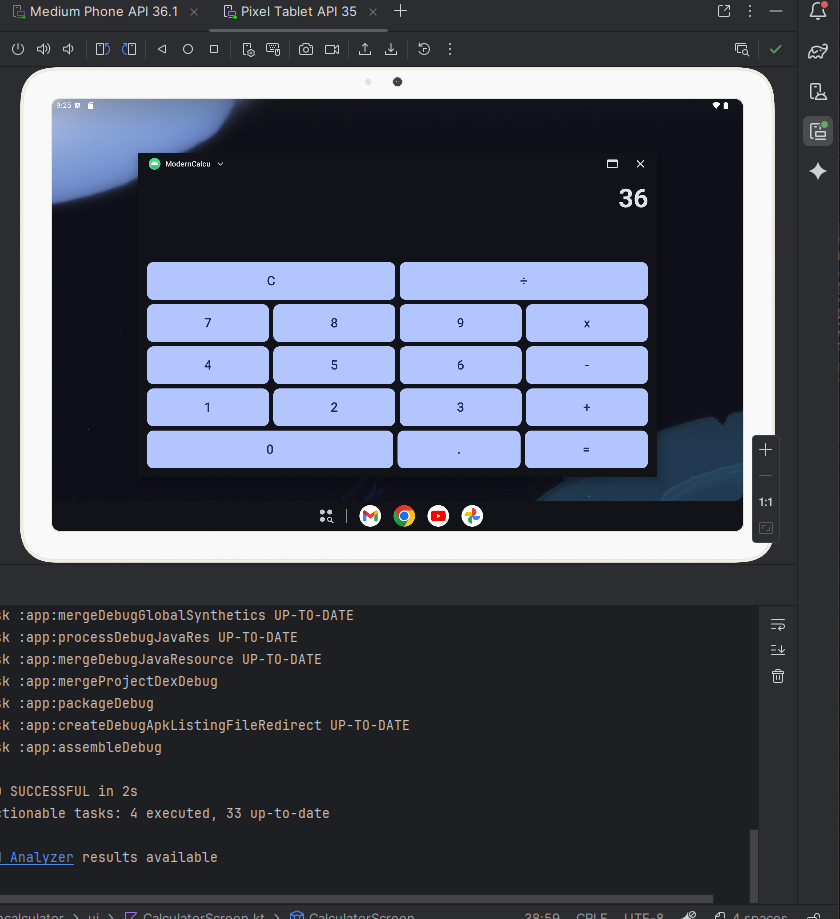 Medium Phone API 36.1
Pixel Tablet API 35
9:25
ModernCalcu
36
C ÷
7 8 9 x
4 5 6 -
1 2 3 +
0 . =
1:1
sk :app:mergeDebugGlobalSynthetics UP-TO-DATE
sk :app:processDebugJavaRes UP-TO-DATE
sk :app:mergeDebugJavaResource UP-TO-DATE
sk :app:mergeProjectDexDebug
sk :app:packageDebug
sk :app:createDebugApkListingFileRedirect UP-TO-DATE
sk :app:assembleDebug
SUCCESSFUL in 2s
ctionable tasks: 4 executed, 33 up-to-date
Analyzer results available
ncalculator > ui > CalculatorScreen.kt > CalculatorScreen 38:59 CRLF UTF-8 4 spaces